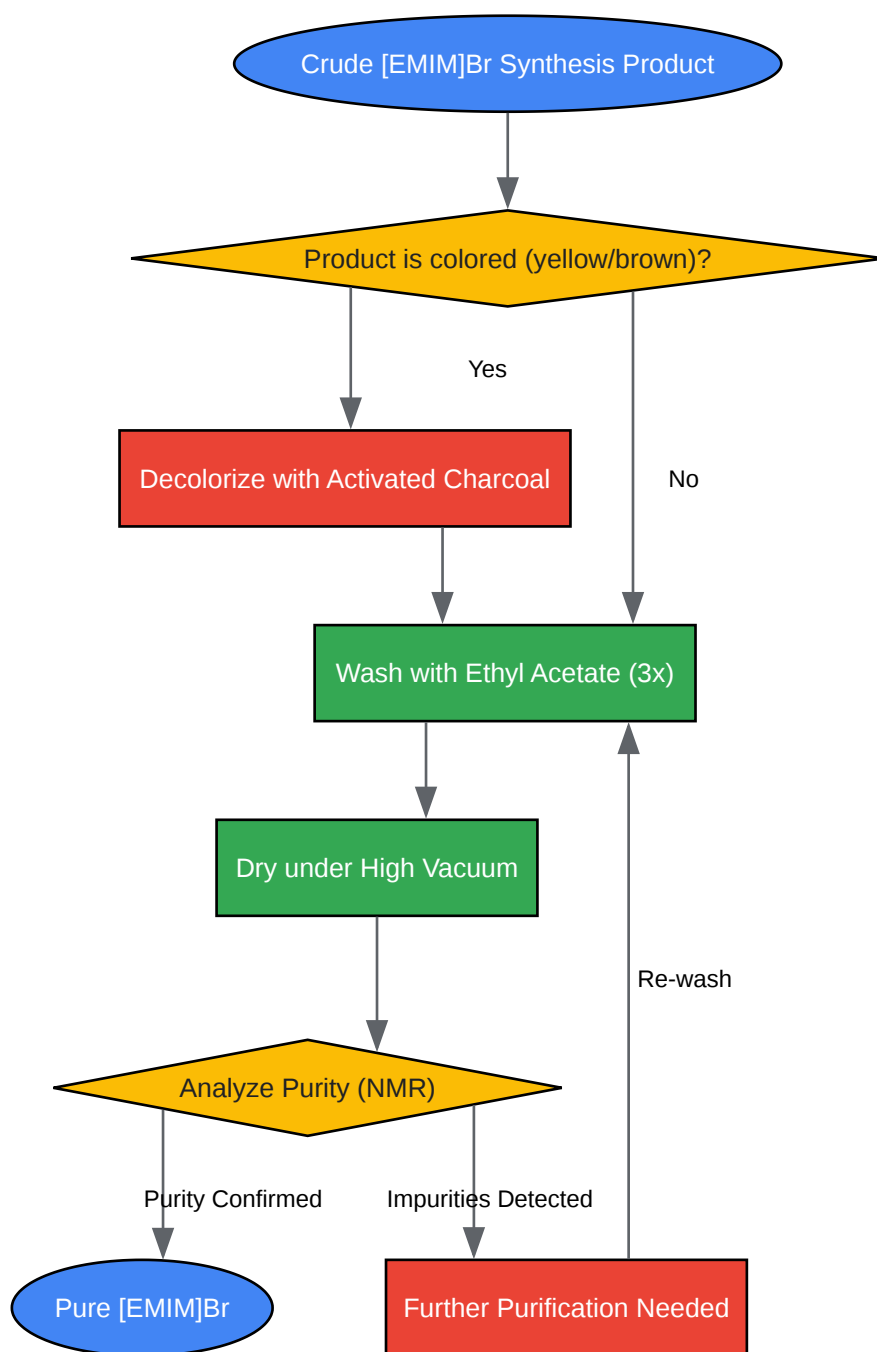 Crude [EMIM]Br Synthesis Product
Product is colored (yellow/brown)?
Yes
Decolorize with Activated Charcoal
No
Wash with Ethyl Acetate (3x)
Dry under High Vacuum
Re-wash
Analyze Purity (NMR)
Purity Confirmed
Impurities Detected
Pure [EMIM]Br
Further Purification Needed